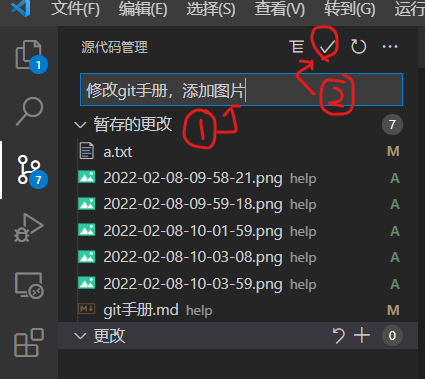 文件(F) 编辑(E) 选择(S) 查看(V) 转到(G) 运行
源代码管理
修改git手册，添加图片
① ②
暂存的更改 7
a.txt M
2022-02-08-09-58-21.png help A
2022-02-08-09-59-18.png help A
2022-02-08-10-01-59.png help A
2022-02-08-10-03-08.png help A
2022-02-08-10-03-59.png help A
git手册.md help M
更改 0
1
7